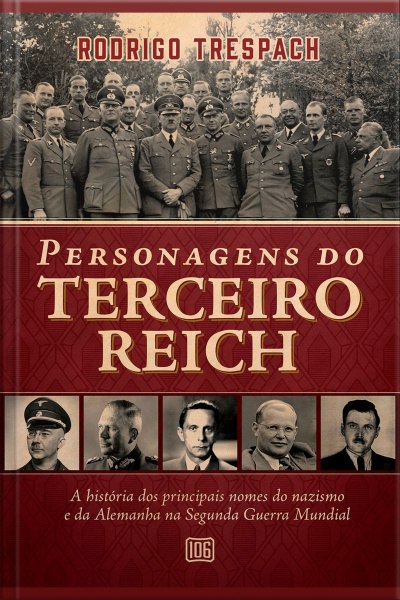 RODRIGO TRESPACH
PERSONAGENS DO
TERCEIRO
REICH
A história dos principais nomes do nazismo
e da Alemanha na Segunda Guerra Mundial
106